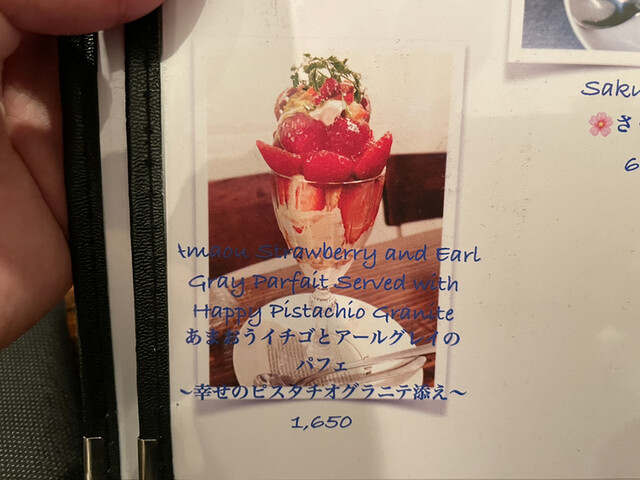 Amaou Strawberry and Earl
Gray Parfait Served with
Happy Pistachio Granite
あまおうイチゴとアールグレイの
パフェ
～幸せのピスタチオグラニテ添え～
1,650
Saku
🌸さ
6